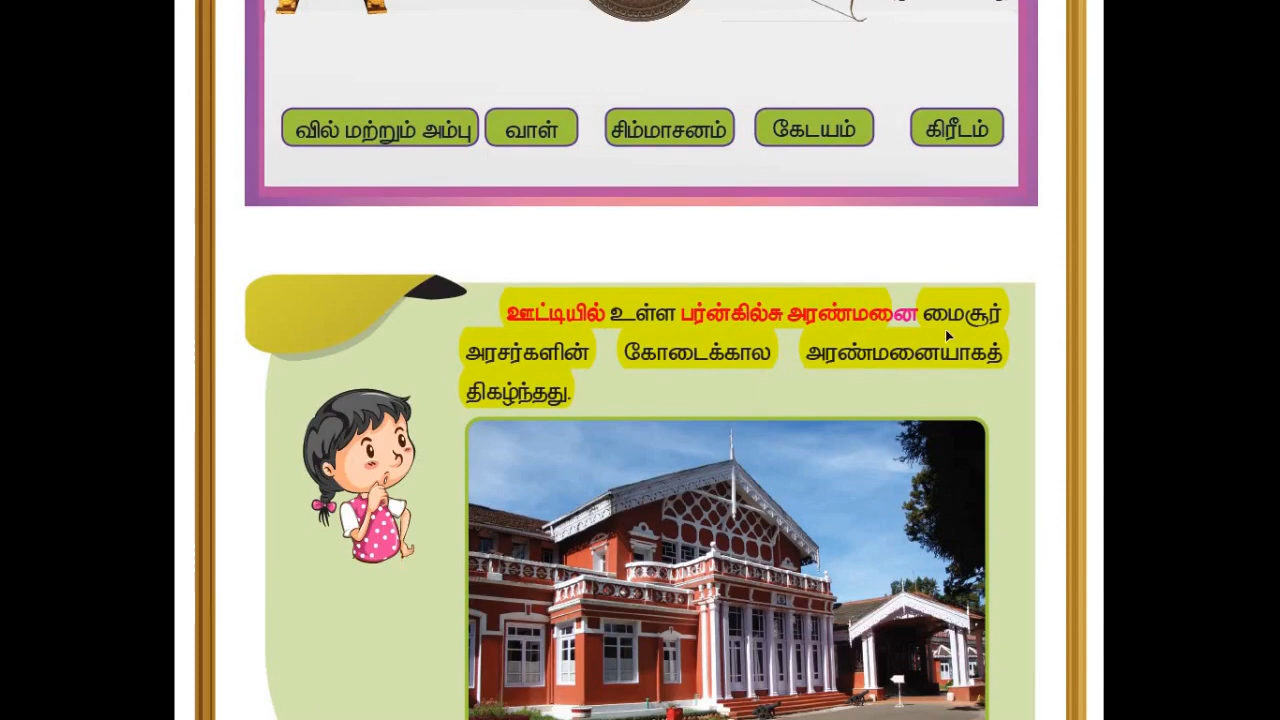 வில் மற்றும் அம்பு வாள் சிம்மாசனம் கேடயம் கிரீடம்
ஊட்டியில் உள்ள பர்ன்கில்சு அரண்மனை மைசூர்
அரசர்களின் கோடைக்கால அரண்மனையாகத்
திகழ்ந்தது.